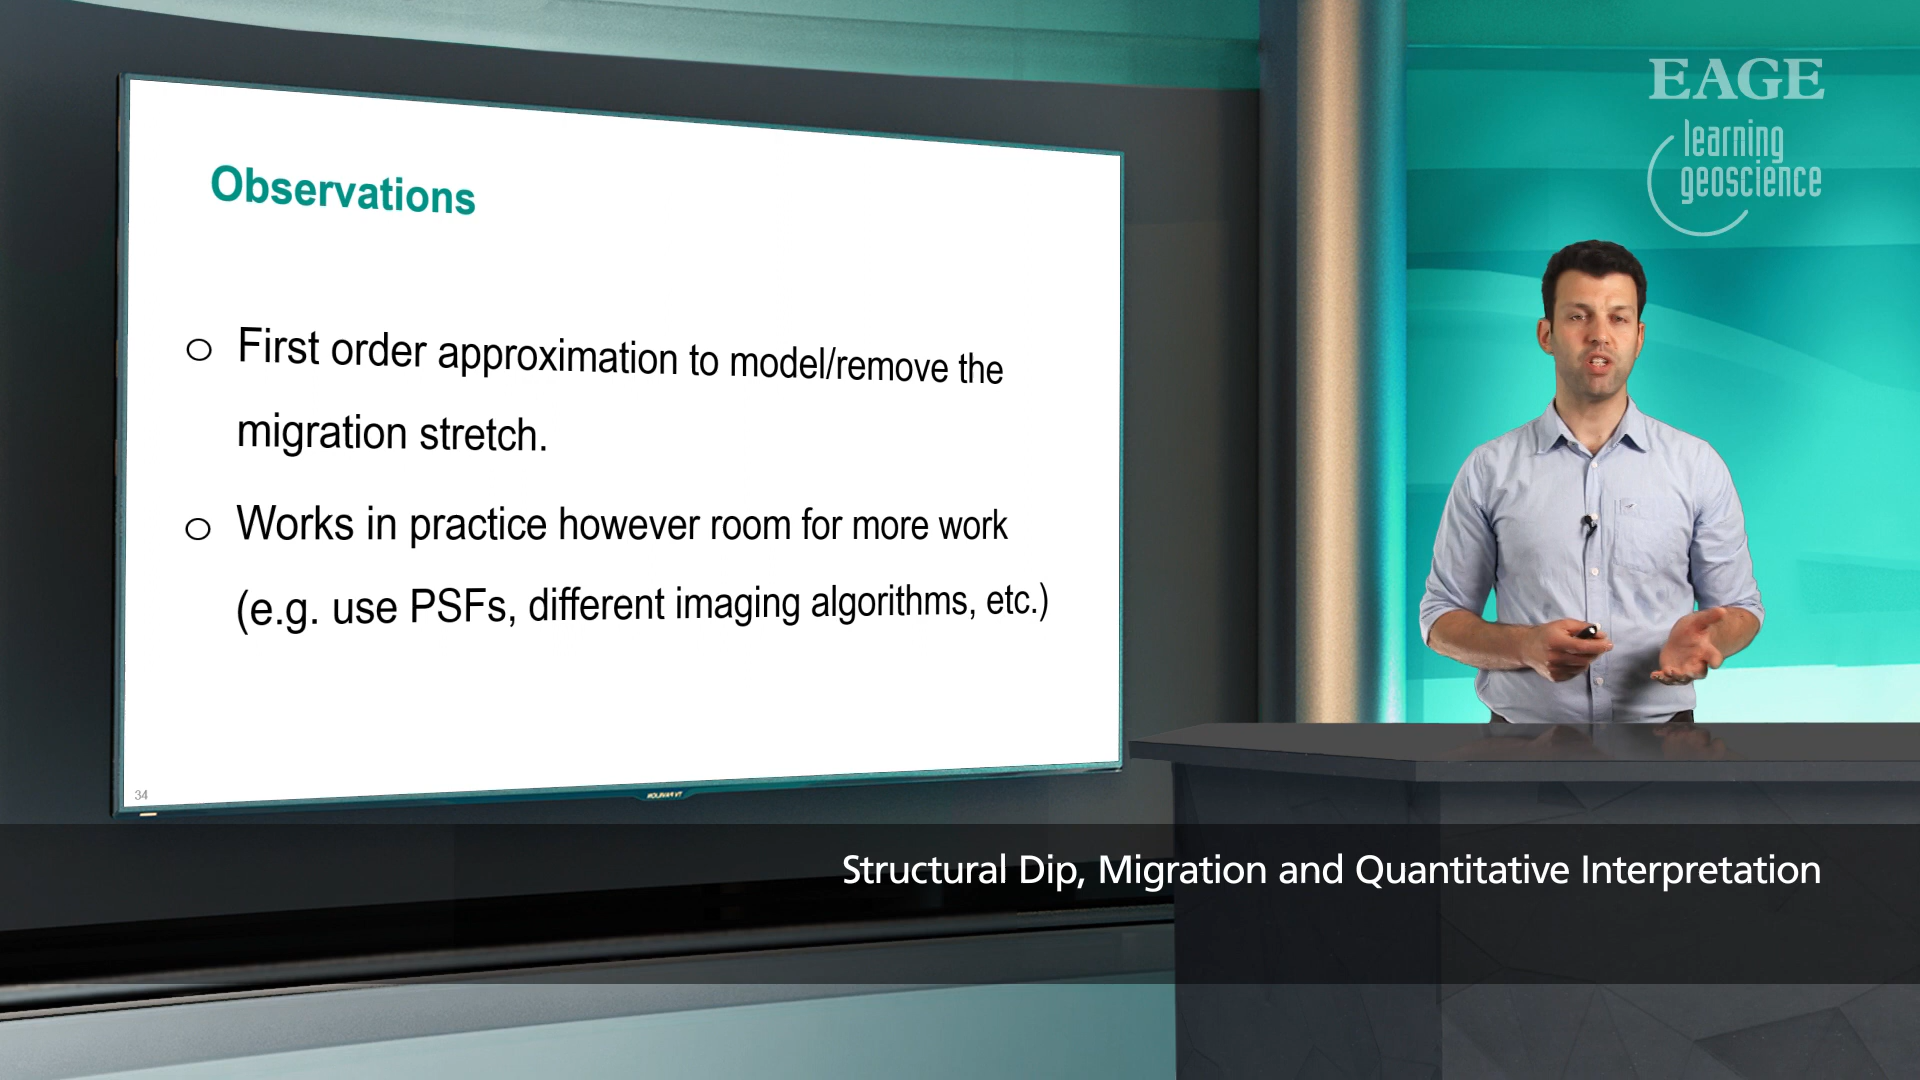 EAGE
learning
geoscience
Observations
o First order approximation to model/remove the
migration stretch.
o Works in practice however room for more work
(e.g. use PSFs, different imaging algorithms, etc.)
34
Structural Dip, Migration and Quantitative Interpretation